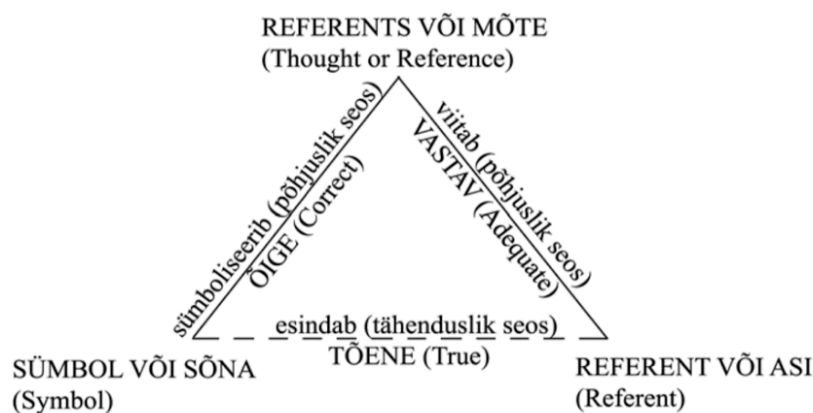 REFERENTS VÕI MÕTE
(Thought or Reference)
sümboliseerib (põhjuslik seos)
ÕIGE (Correct)
viitab (põhjuslik seos)
VASTAV (Adequate)
esindab (tähenduslik seos)
TÕENE (True)
SÜMBOL VÕI SÕNA
(Symbol)
REFERENT VÕI ASI
(Referent)